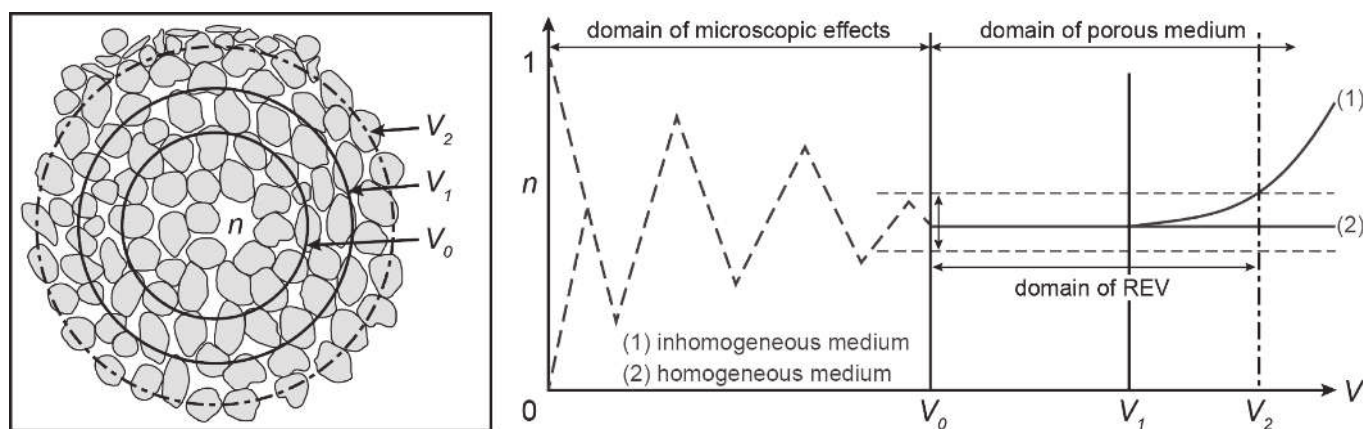 V₂
V₁
n
V₀
domain of microscopic effects
domain of porous medium
1
(1)
n
(2)
domain of REV
(1) inhomogeneous medium
(2) homogeneous medium
0
V₀
V₁
V₂
V